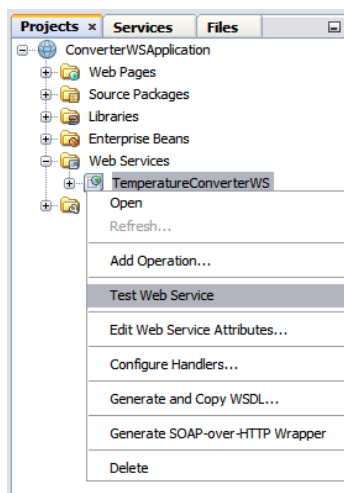 Projects × Services Files
ConverterWSApplication
Web Pages
Source Packages
Libraries
Enterprise Beans
Web Services
TemperatureConverterWS
Open
Refresh...
Add Operation...
Test Web Service
Edit Web Service Attributes...
Configure Handlers...
Generate and Copy WSDL...
Generate SOAP-over-HTTP Wrapper
Delete